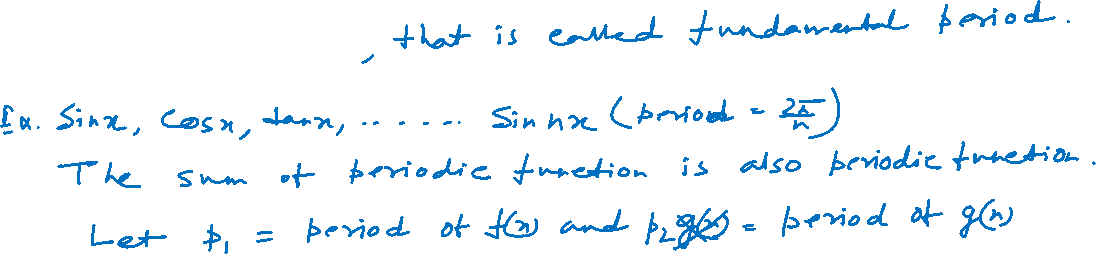 , that is called fundamental period.
Ex. Sinx, Cosx, tanx, ...... Sin nx (period = 2π/n)
The sum of periodic function is also periodic function.
Let p₁ = period of f(x) and p₂ = period of g(x)